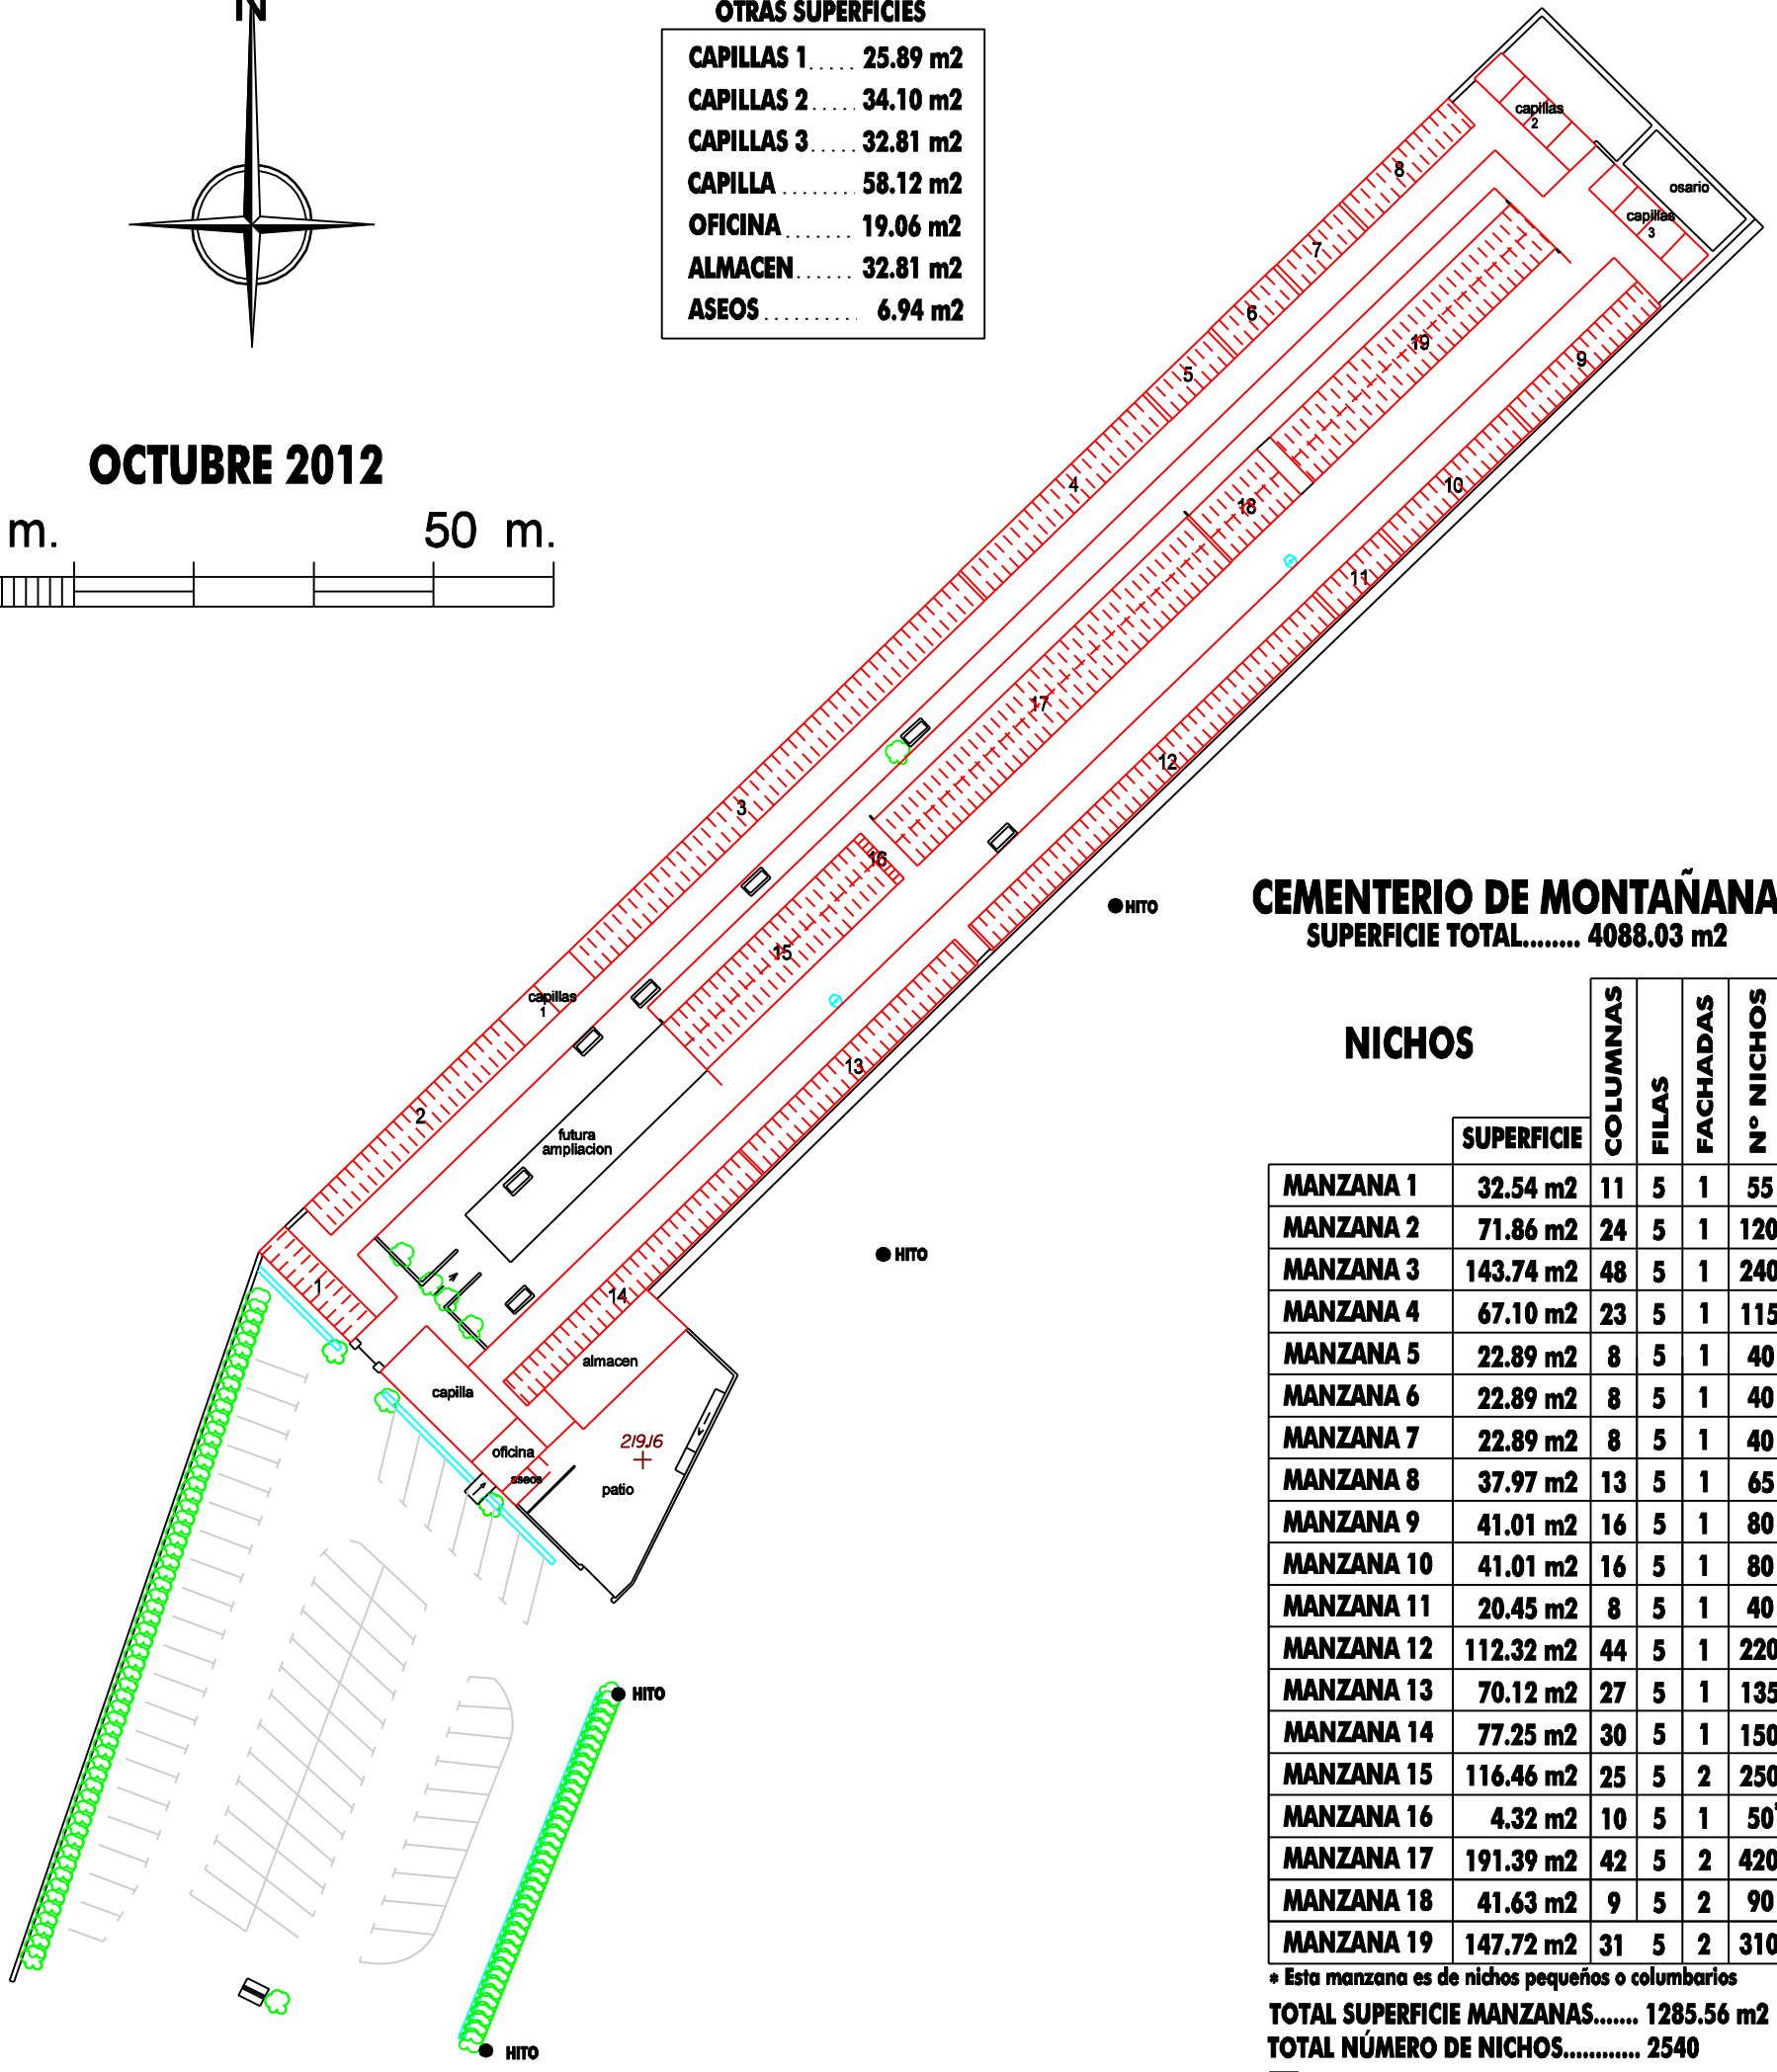 N
OTRAS SUPERFICIES
CAPILLAS 1..... 25.89 m2
CAPILLAS 2..... 34.10 m2
CAPILLAS 3..... 32.81 m2
CAPILLA ........ 58.12 m2
OFICINA....... 19.06 m2
ALMACEN...... 32.81 m2
ASEOS.......... 6.94 m2
OCTUBRE 2012
m. 50 m.
capillas
2
osario
capillas
3
8
7
6
5
4
3
19
18
17
16
15
9
10
11
12
13
14
capillas
1
2
1
futura
ampliacion
almacen
capilla
oficina
aseos
patio
219.16
HITO
HITO
HITO
HITO
CEMENTERIO DE MONTAÑANA
SUPERFICIE TOTAL........ 4088.03 m2
NICHOS
SUPERFICIE COLUMNAS FILAS FACHADAS Nº NICHOS
MANZANA 1 32.54 m2 11 5 1 55
MANZANA 2 71.86 m2 24 5 1 120
MANZANA 3 143.74 m2 48 5 1 240
MANZANA 4 67.10 m2 23 5 1 115
MANZANA 5 22.89 m2 8 5 1 40
MANZANA 6 22.89 m2 8 5 1 40
MANZANA 7 22.89 m2 8 5 1 40
MANZANA 8 37.97 m2 13 5 1 65
MANZANA 9 41.01 m2 16 5 1 80
MANZANA 10 41.01 m2 16 5 1 80
MANZANA 11 20.45 m2 8 5 1 40
MANZANA 12 112.32 m2 44 5 1 220
MANZANA 13 70.12 m2 27 5 1 135
MANZANA 14 77.25 m2 30 5 1 150
MANZANA 15 116.46 m2 25 5 2 250
MANZANA 16 4.32 m2 10 5 1 50*
MANZANA 17 191.39 m2 42 5 2 420
MANZANA 18 41.63 m2 9 5 2 90
MANZANA 19 147.72 m2 31 5 2 310
* Esta manzana es de nichos pequeños o columbarios
TOTAL SUPERFICIE MANZANAS....... 1285.56 m2
TOTAL NÚMERO DE NICHOS............ 2540